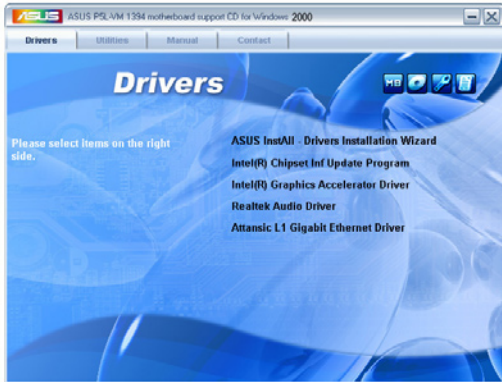 ASUS ASUS P5L-VM 1394 motherboard support CD for Windows 2000
Drivers Utilities Manual Contact
Drivers
MB
Please select items on the right
side.
ASUS InstAll - Drivers Installation Wizard
Intel(R) Chipset Inf Update Program
Intel(R) Graphics Accelerator Driver
Realtek Audio Driver
Attansic L1 Gigabit Ethernet Driver